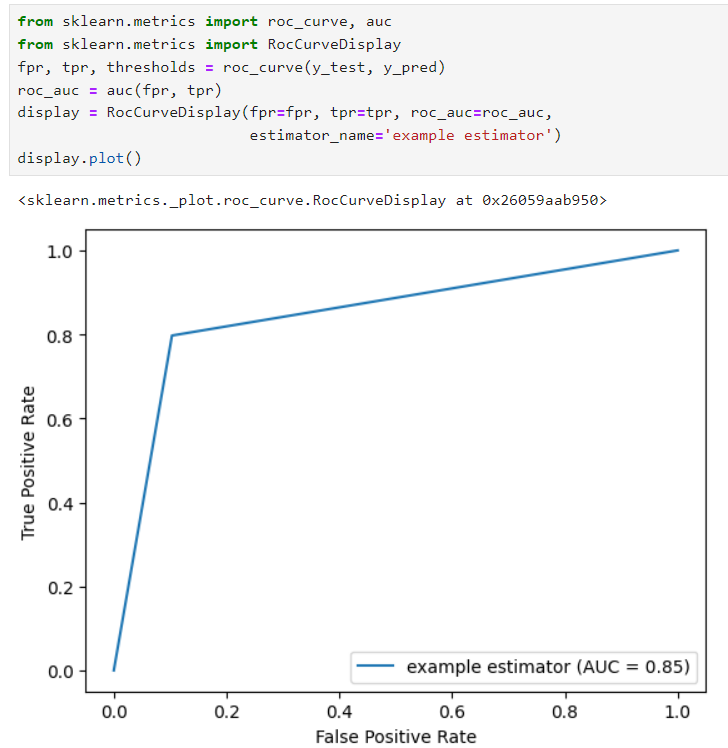 from sklearn.metrics import roc_curve, auc
from sklearn.metrics import RocCurveDisplay
fpr, tpr, thresholds = roc_curve(y_test, y_pred)
roc_auc = auc(fpr, tpr)
display = RocCurveDisplay(fpr=fpr, tpr=tpr, roc_auc=roc_auc,
                          estimator_name='example estimator')
display.plot()
<sklearn.metrics._plot.roc_curve.RocCurveDisplay at 0x26059aab950>
1.0
0.8
0.6
0.4
0.2
0.0
True Positive Rate
example estimator (AUC = 0.85)
0.0 0.2 0.4 0.6 0.8 1.0
False Positive Rate